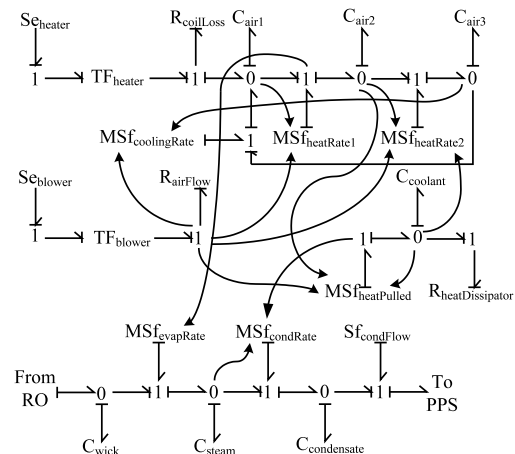 Se_heater R_coilLoss C_air1 C_air2 C_air3
1 TF_heater 1 0 1 0 1 0
MSf_coolingRate 1 MSf_heatRate1 MSf_heatRate2
Se_blower R_airFlow C_coolant
1 TF_blower 1 1 0 1
MSf_heatPulled R_heatDissipator
MSf_evapRate MSf_condRate Sf_condFlow
From RO 0 1 0 1 0 1 To PPS
C_wick C_steam C_condensate